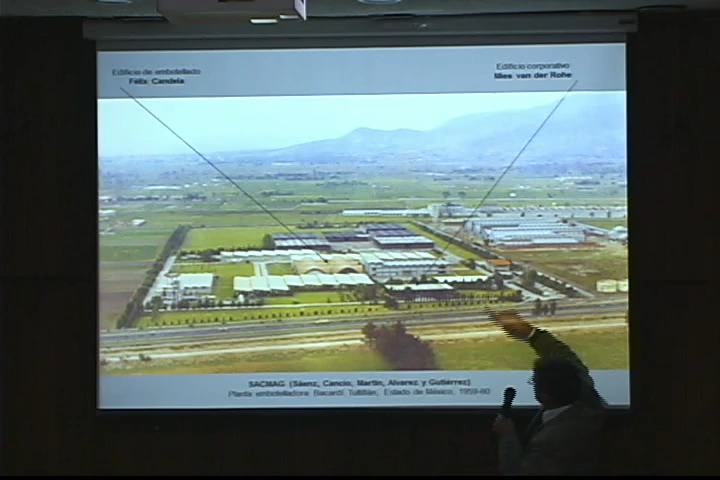 Edificio de embotellado
Félix Candela
Edificio corporativo
Mies van der Rohe
SACMAG (Sáenz, Cancio, Martín, Alvarez y Gutiérrez)
Planta embotelladora Bacardí Tultitlán, Estado de México, 1959-60